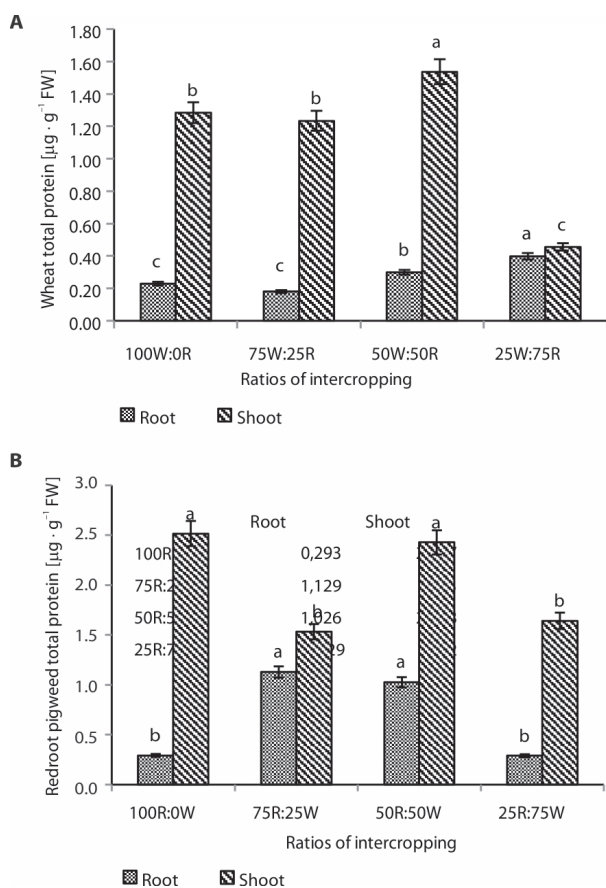 A
Wheat total protein [μg · g⁻¹ FW]
1.80
1.60
1.40
1.20
1.00
0.80
0.60
0.40
0.20
0.00
c
b
c
b
b
a
a
c
100W:0R
75W:25R
50W:50R
25W:75R
Ratios of intercropping
Root
Shoot
B
Redroot pigweed total protein [μg · g⁻¹ FW]
3.0
2.5
2.0
1.5
1.0
0.5
0.0
Root
Shoot
100R
0,293
75R:2
1,129
50R:5
1,026
25R:7
29
b
a
a
b
a
a
b
b
100R:0W
75R:25W
50R:50W
25R:75W
Ratios of intercropping
Root
Shoot